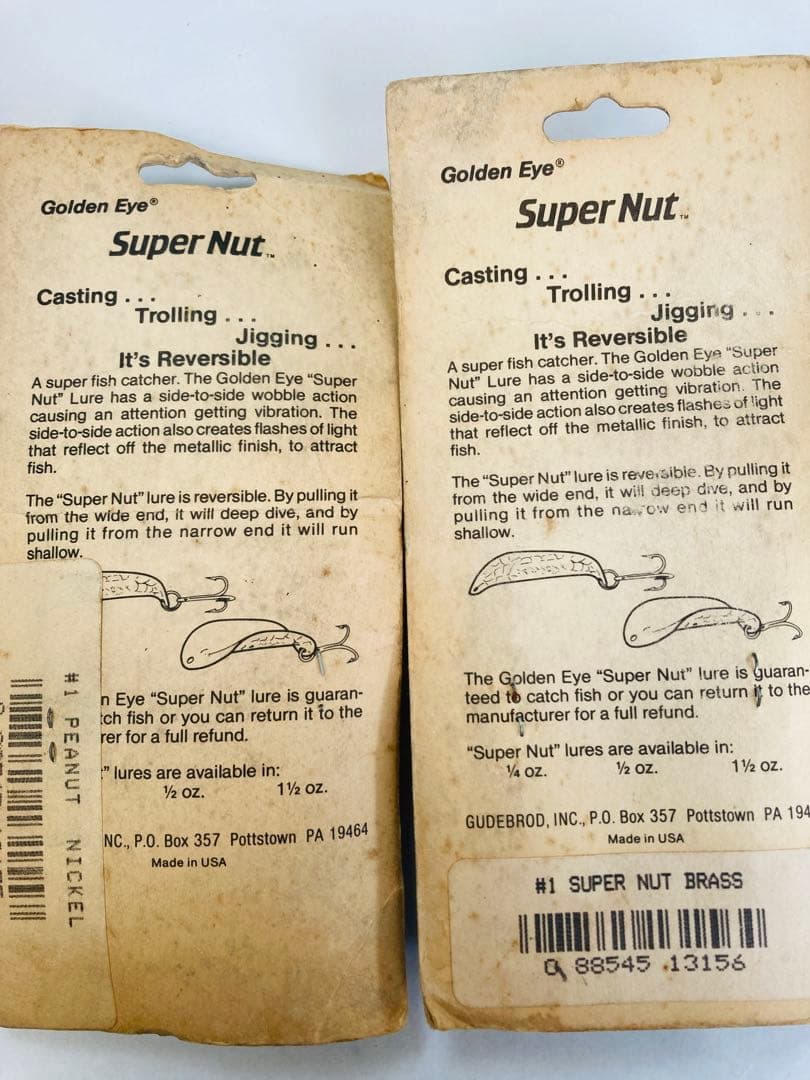 Golden Eye®
Super Nut™
Casting . . .
Trolling . . .
Jigging . . .
It's Reversible
A super fish catcher. The Golden Eye “Super
Nut” Lure has a side-to-side wobble action
causing an attention getting vibration. The
side-to-side action also creates flashes of light
that reflect off the metallic finish, to attract
fish.
The “Super Nut” lure is reversible. By pulling it
from the wide end, it will deep dive, and by
pulling it from the narrow end it will run
shallow.
n Eye “Super Nut” lure is guaran-
tch fish or you can return it to the
rer for a full refund.
” lures are available in:
½ oz. 1½ oz.
NC., P.O. Box 357 Pottstown PA 19464
Made in USA
#1 PEANUT NICKEL
Golden Eye®
Super Nut™
Casting . . .
Trolling . . .
Jigging . . .
It's Reversible
A super fish catcher. The Golden Eye “Super
Nut” Lure has a side-to-side wobble action
causing an attention getting vibration. The
side-to-side action also creates flashes of light
that reflect off the metallic finish, to attract
fish.
The “Super Nut” lure is reversible. By pulling it
from the wide end, it will deep dive, and by
pulling it from the narrow end it will run
shallow.
The Golden Eye “Super Nut” lure is guaran-
teed to catch fish or you can return it to the
manufacturer for a full refund.
“Super Nut” lures are available in:
¼ oz. ½ oz. 1½ oz.
GUDEBROD, INC., P.O. Box 357 Pottstown PA 194
Made in USA
#1 SUPER NUT BRASS
0 88545 13156